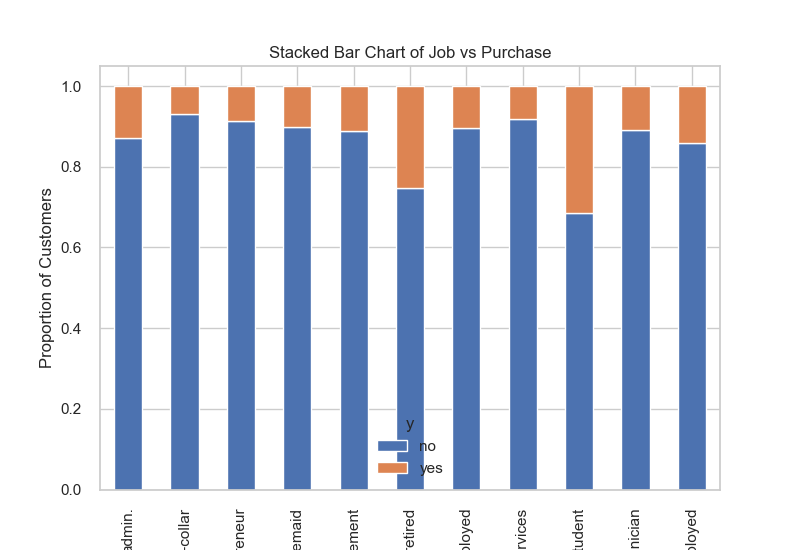 Stacked Bar Chart of Job vs Purchase
Proportion of Customers
1.0
0.8
0.6
0.4
0.2
0.0
y
no
yes
admin.
-collar
reneur
emaid
ement
retired
ployed
rvices
tudent
nician
ployed